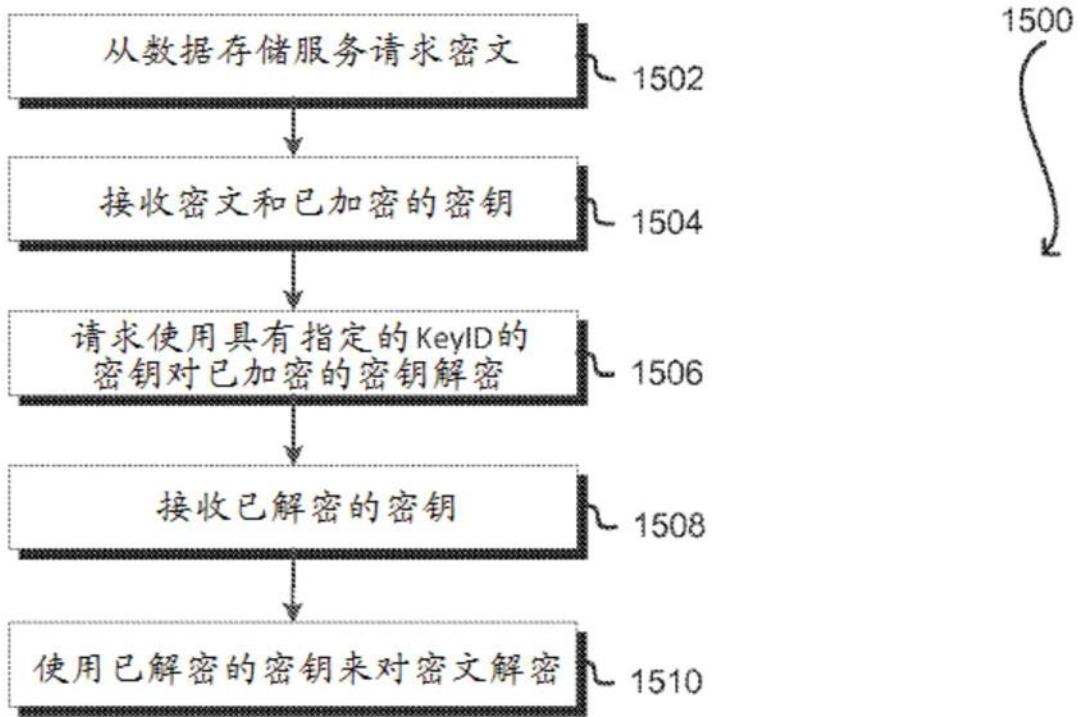 1500
从数据存储服务请求密文
1502
接收密文和已加密的密钥
1504
请求使用具有指定的KeyID的
密钥对已加密的密钥解密
1506
接收已解密的密钥
1508
使用已解密的密钥来对密文解密
1510